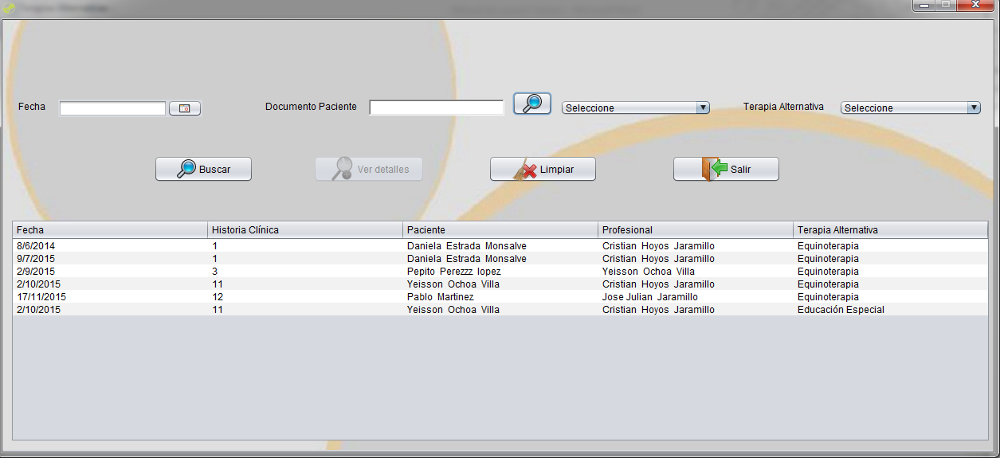 Terapias Alternativas
Fecha Documento Paciente Seleccione Terapia Alternativa Seleccione
Buscar Ver detalles Limpiar Salir
Fecha Historia Clínica Paciente Profesional Terapia Alternativa
8/6/2014 1 Daniela Estrada Monsalve Cristian Hoyos Jaramillo Equinoterapia
9/7/2015 1 Daniela Estrada Monsalve Cristian Hoyos Jaramillo Equinoterapia
2/9/2015 3 Pepito Perezzz lopez Yeisson Ochoa Villa Equinoterapia
2/10/2015 11 Yeisson Ochoa Villa Cristian Hoyos Jaramillo Equinoterapia
17/11/2015 12 Pablo Martinez Jose Julian Jaramillo Equinoterapia
2/10/2015 11 Yeisson Ochoa Villa Cristian Hoyos Jaramillo Educación Especial